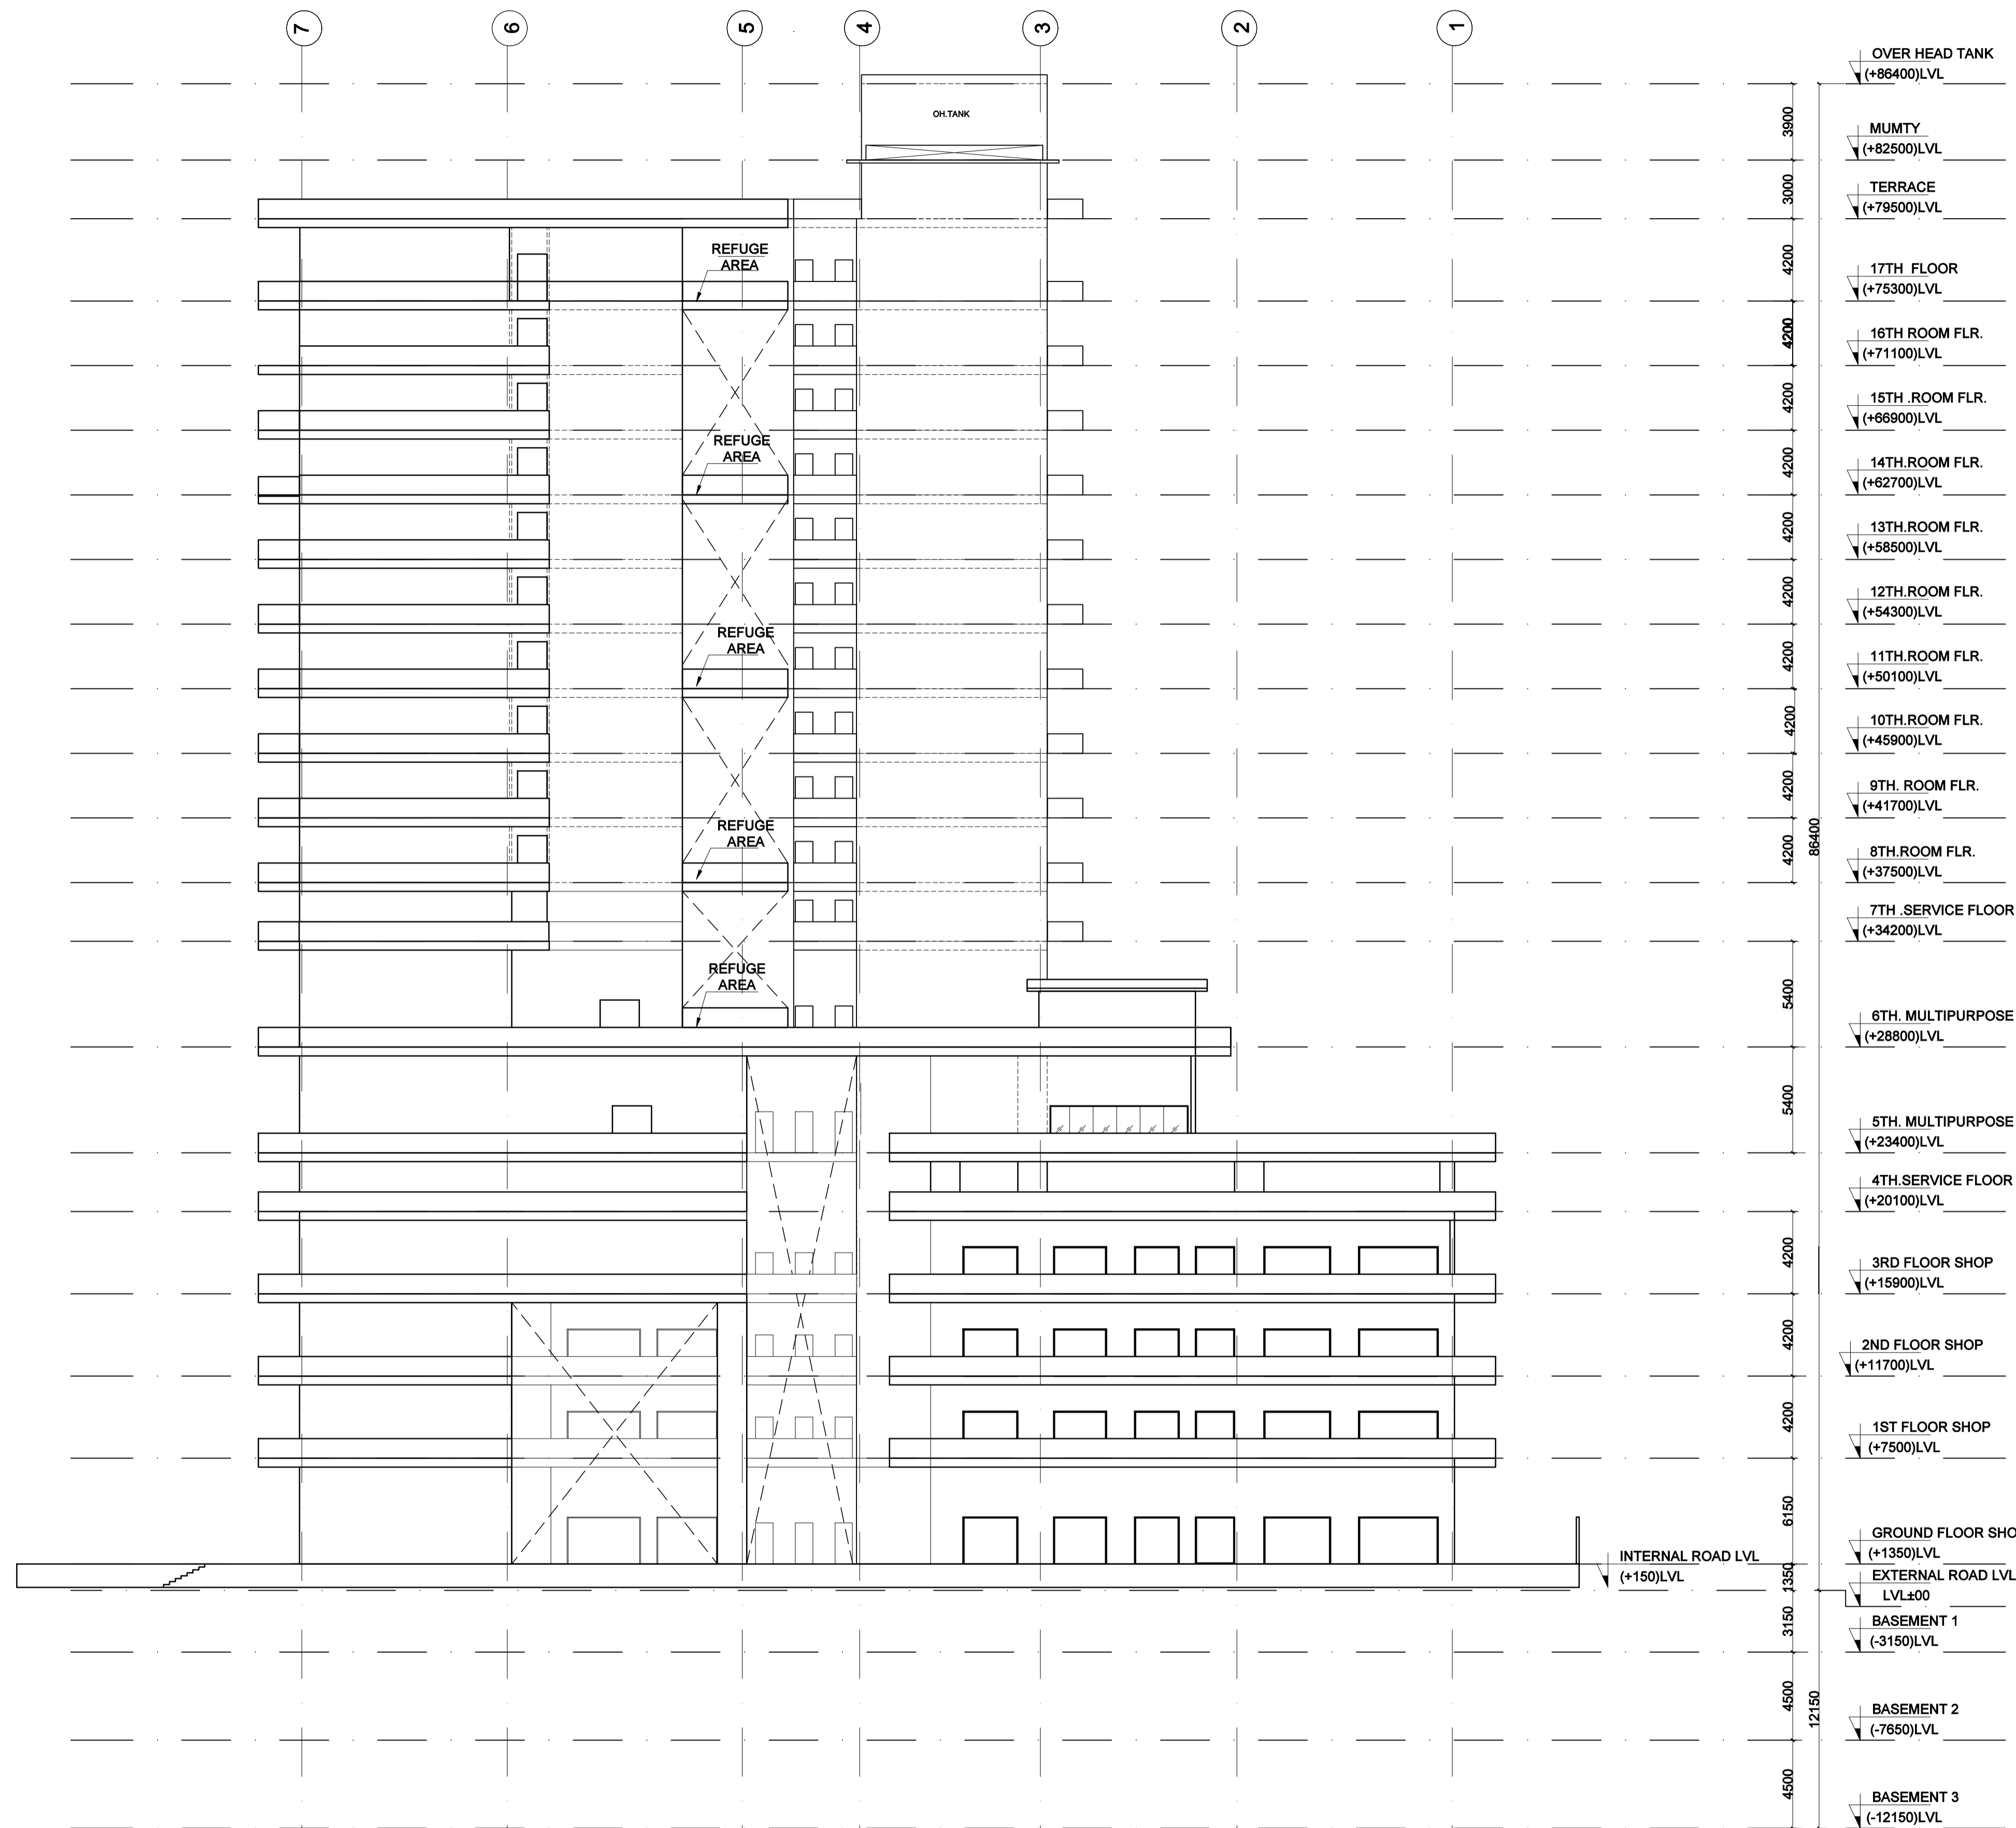 7
6
5
4
3
2
1
OVER HEAD TANK
(+86400)LVL
OH.TANK
3900
MUMTY
(+82500)LVL
3000
TERRACE
(+79500)LVL
REFUGE
AREA
4200
17TH FLOOR
(+75300)LVL
4200
16TH ROOM FLR.
(+71100)LVL
4200
15TH .ROOM FLR.
(+66900)LVL
REFUGE
AREA
4200
14TH.ROOM FLR.
(+62700)LVL
4200
13TH.ROOM FLR.
(+58500)LVL
4200
12TH.ROOM FLR.
(+54300)LVL
REFUGE
AREA
4200
11TH.ROOM FLR.
(+50100)LVL
4200
10TH.ROOM FLR.
(+45900)LVL
4200
9TH. ROOM FLR.
(+41700)LVL
REFUGE
AREA
4200
86400
8TH.ROOM FLR.
(+37500)LVL
7TH .SERVICE FLOOR
(+34200)LVL
REFUGE
AREA
5400
6TH. MULTIPURPOSE
(+28800)LVL
5400
5TH. MULTIPURPOSE
(+23400)LVL
4TH.SERVICE FLOOR
(+20100)LVL
4200
3RD FLOOR SHOP
(+15900)LVL
4200
2ND FLOOR SHOP
(+11700)LVL
4200
1ST FLOOR SHOP
(+7500)LVL
6150
GROUND FLOOR SHO
(+1350)LVL
INTERNAL ROAD LVL
(+150)LVL
1350
EXTERNAL ROAD LVL
LVL±00
3150
BASEMENT 1
(-3150)LVL
4500
12150
BASEMENT 2
(-7650)LVL
4500
BASEMENT 3
(-12150)LVL